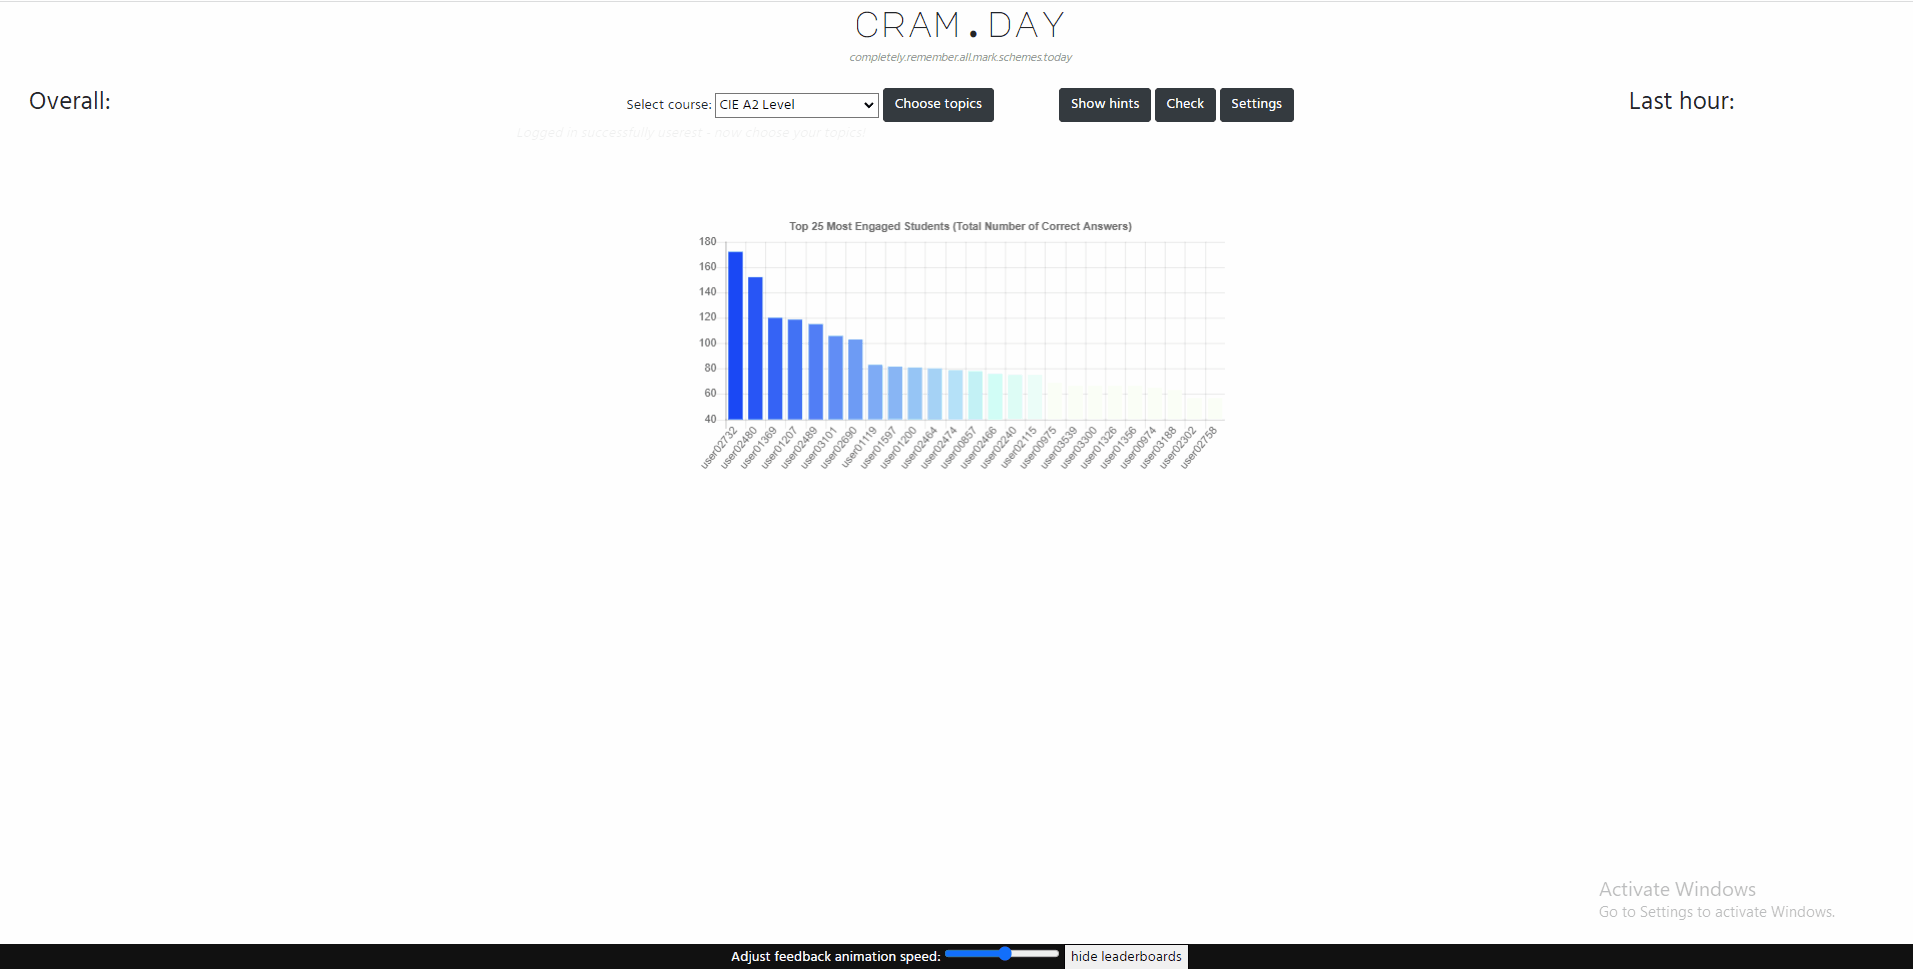 CRAM.DAY
completely.remember.all.mark.schemes.today
Overall:
Select course: CIE A2 Level Choose topics Show hints Check Settings
Last hour:
Logged in successfully userest - now choose your topics!
Top 25 Most Engaged Students (Total Number of Correct Answers)
180
160
140
120
100
80
60
40
user02732
user02480
user01369
user01207
user02489
user03101
user02690
user01119
user01597
user01200
user02464
user02474
user00857
user02466
user02240
user02115
user00975
user03539
user03300
user01326
user01356
user00974
user03188
user02302
user02758
Activate Windows
Go to Settings to activate Windows.
Adjust feedback animation speed: hide leaderboards